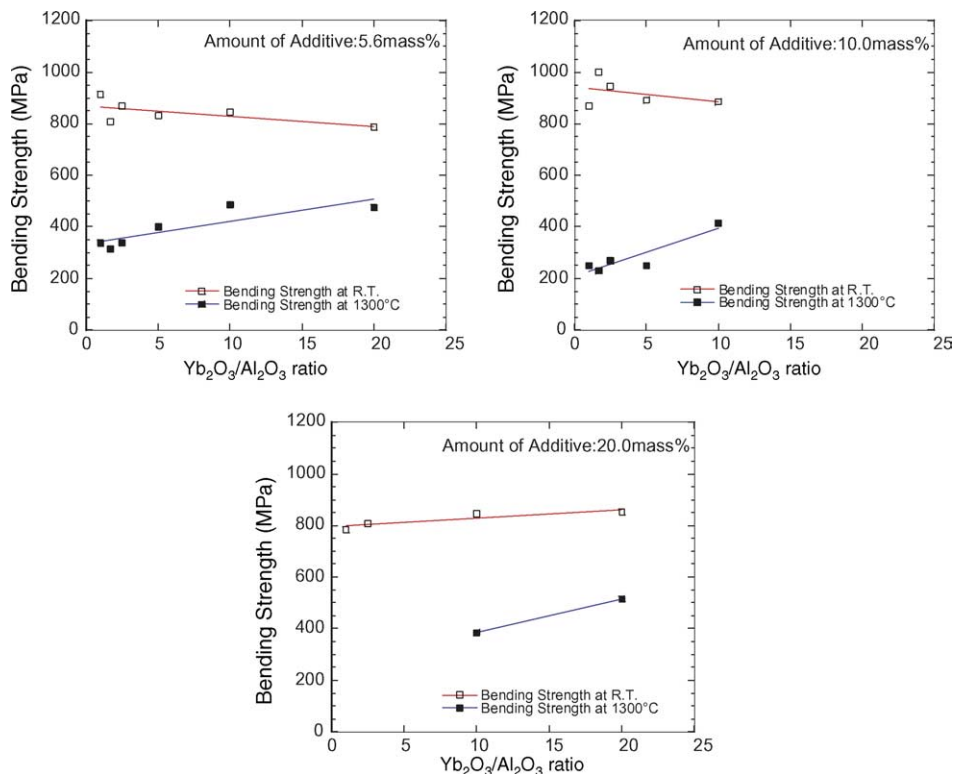 1200
1000
800
600
400
200
0
Bending Strength (MPa)
Amount of Additive:5.6mass%
Bending Strength at R.T.
Bending Strength at 1300°C
0 5 10 15 20 25
Yb₂O₃/Al₂O₃ ratio
1200
1000
800
600
400
200
0
Bending Strength (MPa)
Amount of Additive:10.0mass%
Bending Strength at R.T.
Bending Strength at 1300°C
0 5 10 15 20 25
Yb₂O₃/Al₂O₃ ratio
1200
1000
800
600
400
200
0
Bending Strength (MPa)
Amount of Additive:20.0mass%
Bending Strength at R.T.
Bending Strength at 1300°C
0 5 10 15 20 25
Yb₂O₃/Al₂O₃ ratio